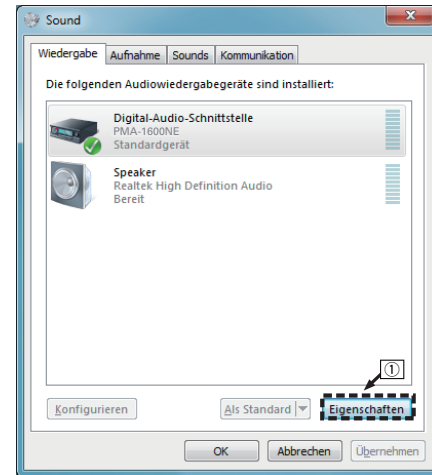 Sound
Wiedergabe Aufnahme Sounds Kommunikation
Die folgenden Audiowiedergabegeräte sind installiert:
Digital-Audio-Schnittstelle
PMA-1600NE
Standardgerät
Speaker
Realtek High Definition Audio
Bereit
①
Konfigurieren Als Standard Eigenschaften
OK Abbrechen Übernehmen